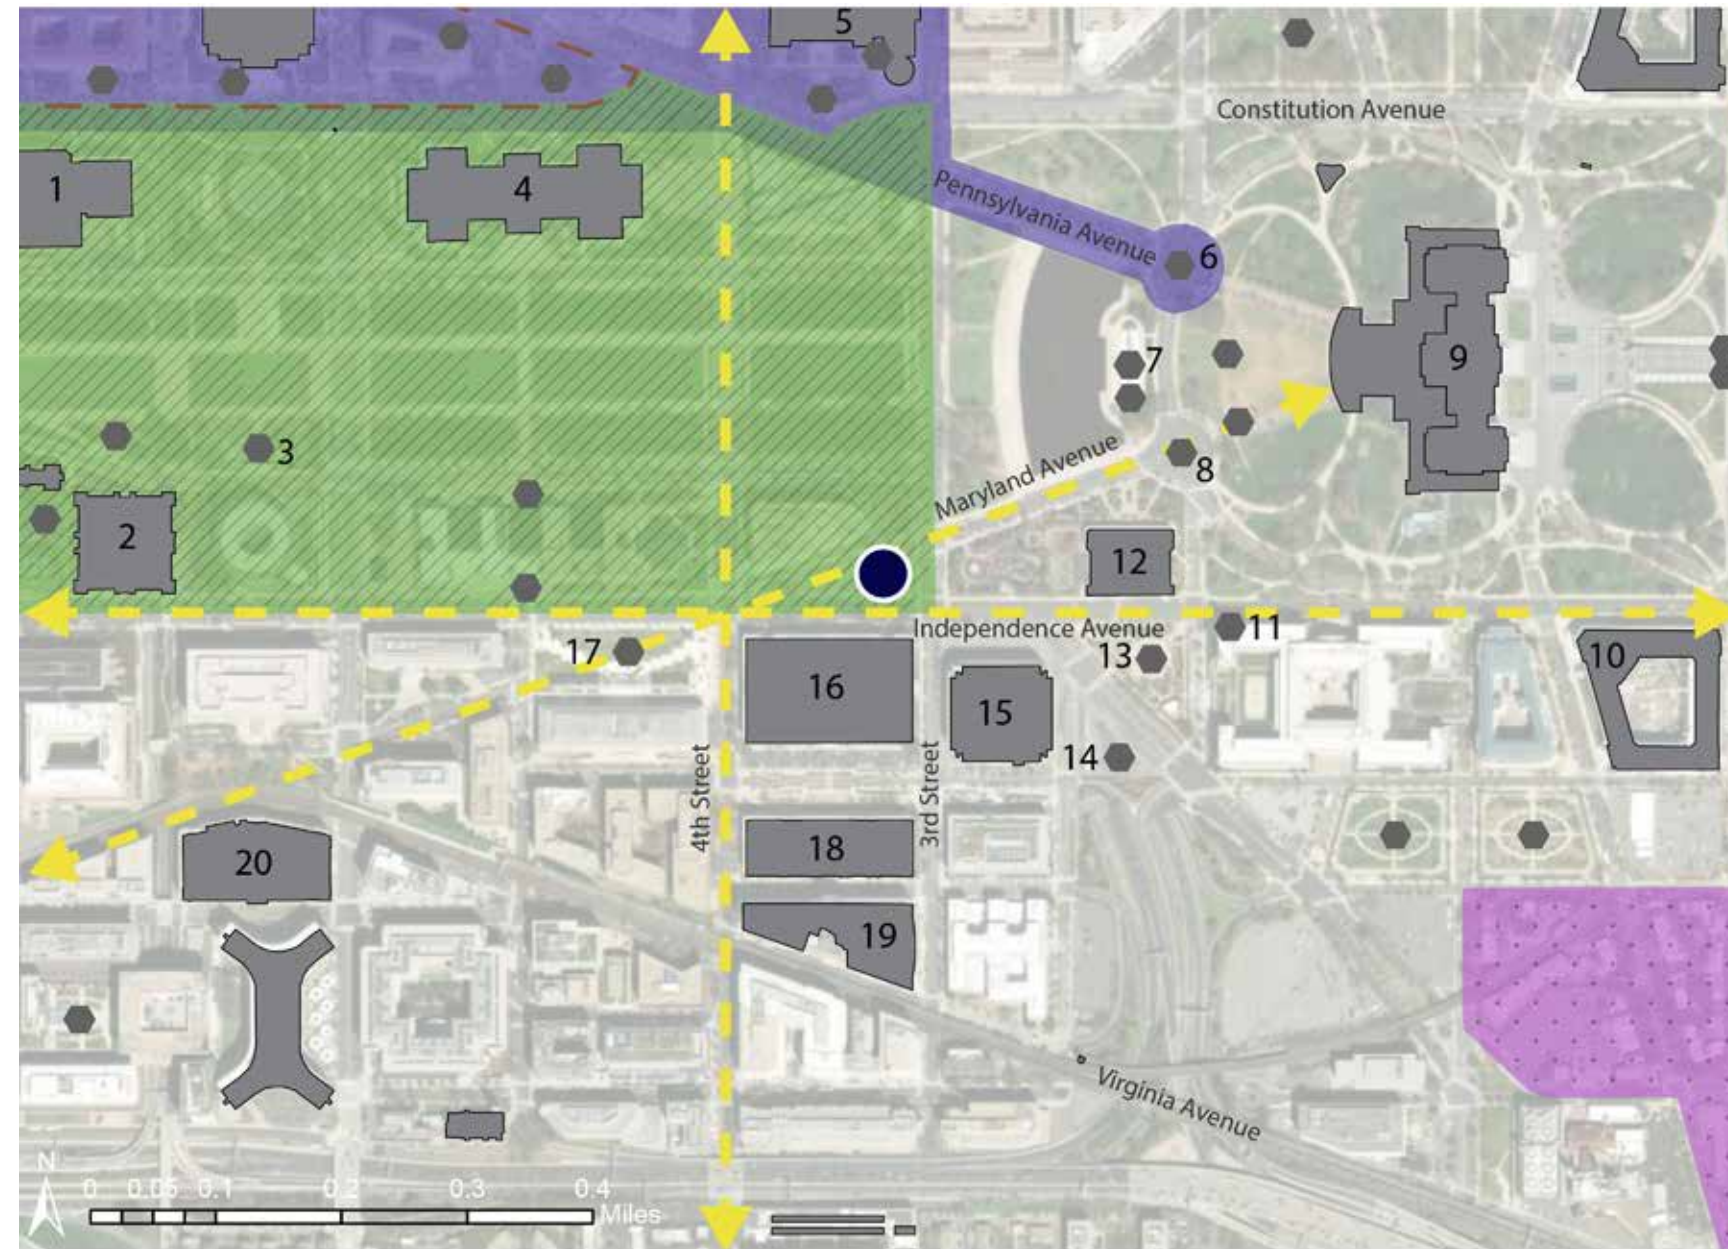 5
Constitution Avenue
1
4
Pennsylvania Avenue
6
7
9
3
Maryland Avenue
8
2
12
Independence Avenue
11
17
13
10
16
15
14
4th Street
3rd Street
18
20
19
Virginia Avenue
N
0 0.05 0.1 0.2 0.3 0.4
Miles